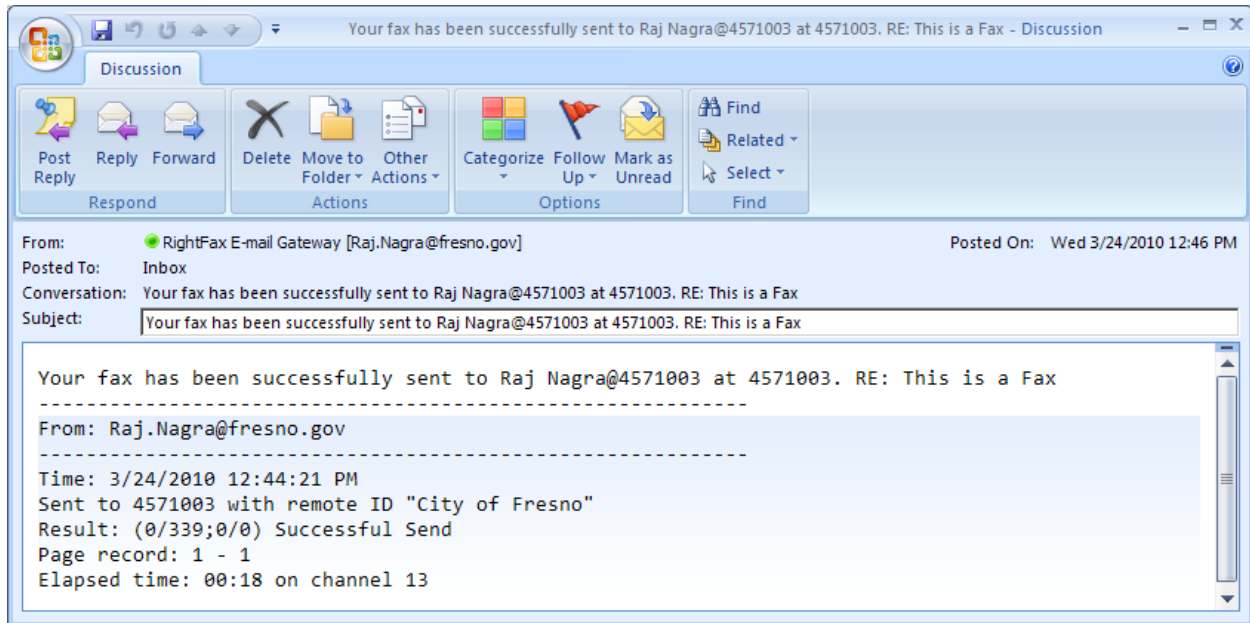 Your fax has been successfully sent to Raj Nagra@4571003 at 4571003. RE: This is a Fax - Discussion
Discussion
Post Reply
Reply
Forward
Respond
Delete
Move to Folder
Other Actions
Actions
Categorize
Follow Up
Mark as Unread
Options
Find
Related
Select
Find
From: RightFax E-mail Gateway [Raj.Nagra@fresno.gov] Posted On: Wed 3/24/2010 12:46 PM
Posted To: Inbox
Conversation: Your fax has been successfully sent to Raj Nagra@4571003 at 4571003. RE: This is a Fax
Subject: Your fax has been successfully sent to Raj Nagra@4571003 at 4571003. RE: This is a Fax
Your fax has been successfully sent to Raj Nagra@4571003 at 4571003. RE: This is a Fax
------------------------------------------------------------
From: Raj.Nagra@fresno.gov
------------------------------------------------------------
Time: 3/24/2010 12:44:21 PM
Sent to 4571003 with remote ID "City of Fresno"
Result: (0/339;0/0) Successful Send
Page record: 1 - 1
Elapsed time: 00:18 on channel 13